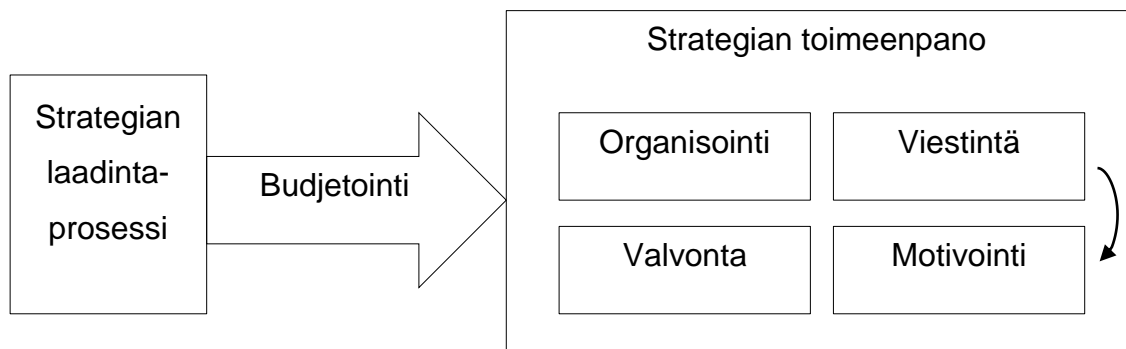 Strategian toimeenpano
Strategian
laadinta-
prosessi
Budjetointi
Organisointi
Viestintä
Valvonta
Motivointi